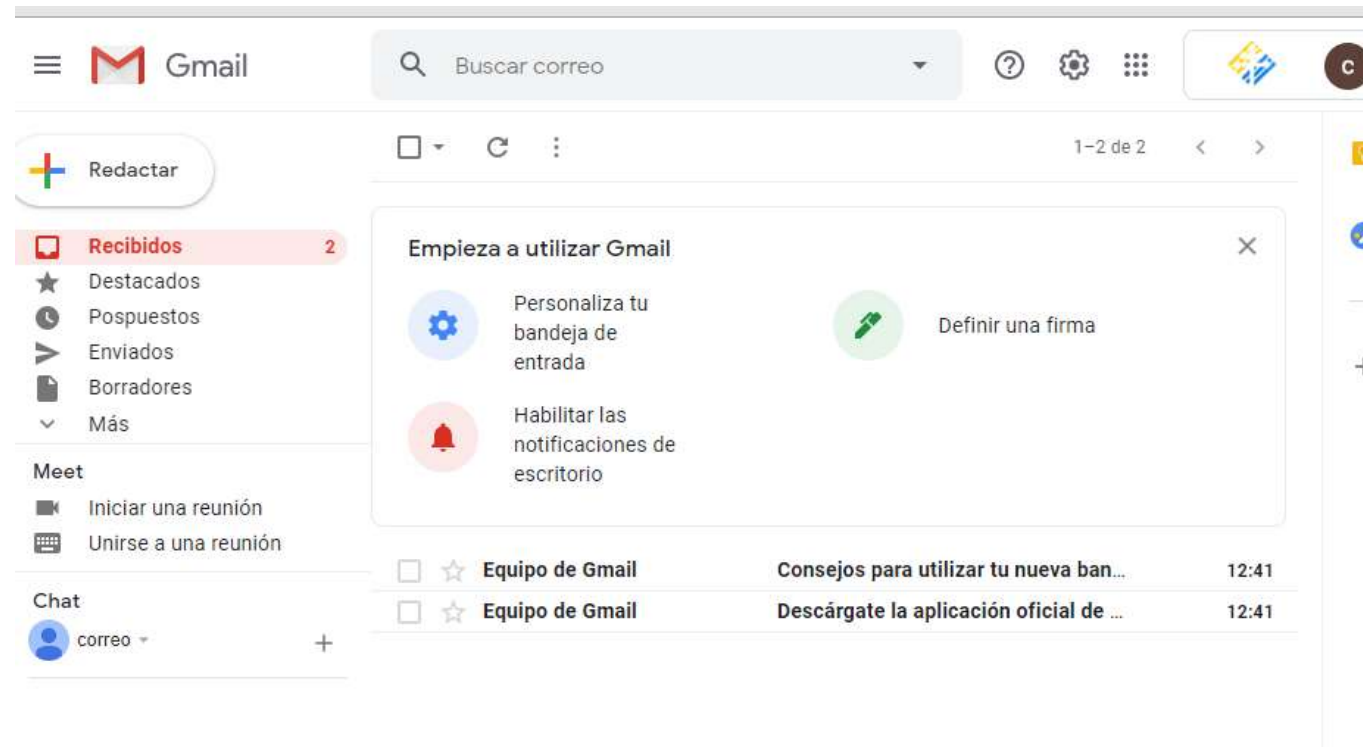 Gmail
Buscar correo
c
Redactar
1–2 de 2
Recibidos 2
Destacados
Pospuestos
Enviados
Borradores
Más
Meet
Iniciar una reunión
Unirse a una reunión
Chat
correo
Empieza a utilizar Gmail
Personaliza tu
bandeja de
entrada
Definir una firma
Habilitar las
notificaciones de
escritorio
Equipo de Gmail Consejos para utilizar tu nueva ban... 12:41
Equipo de Gmail Descárgate la aplicación oficial de ... 12:41